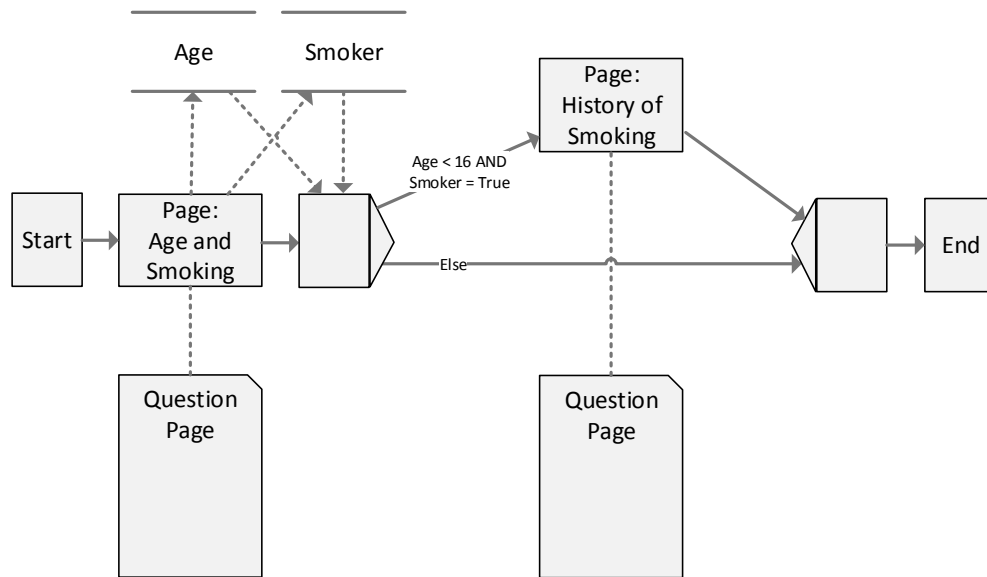 Age
Smoker
Page:
History of
Smoking
Age < 16 AND
Smoker = True
Start
Page:
Age and
Smoking
Else
End
Question
Page
Question
Page